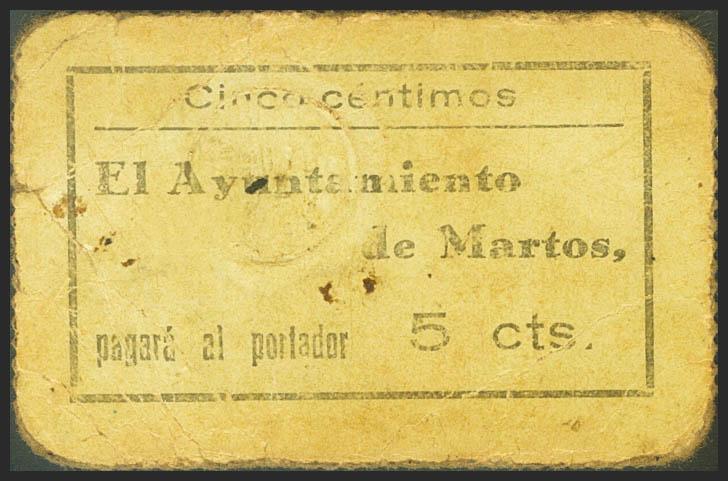 Cinco céntimos
El Ayuntamiento
de Martos,
pagará al portador 5 cts.